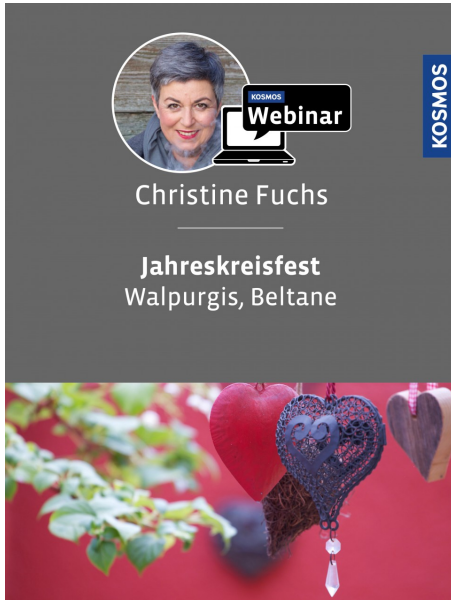 KOSMOS
Webinar
KOSMOS
Christine Fuchs
Jahreskreisfest
Walpurgis, Beltane